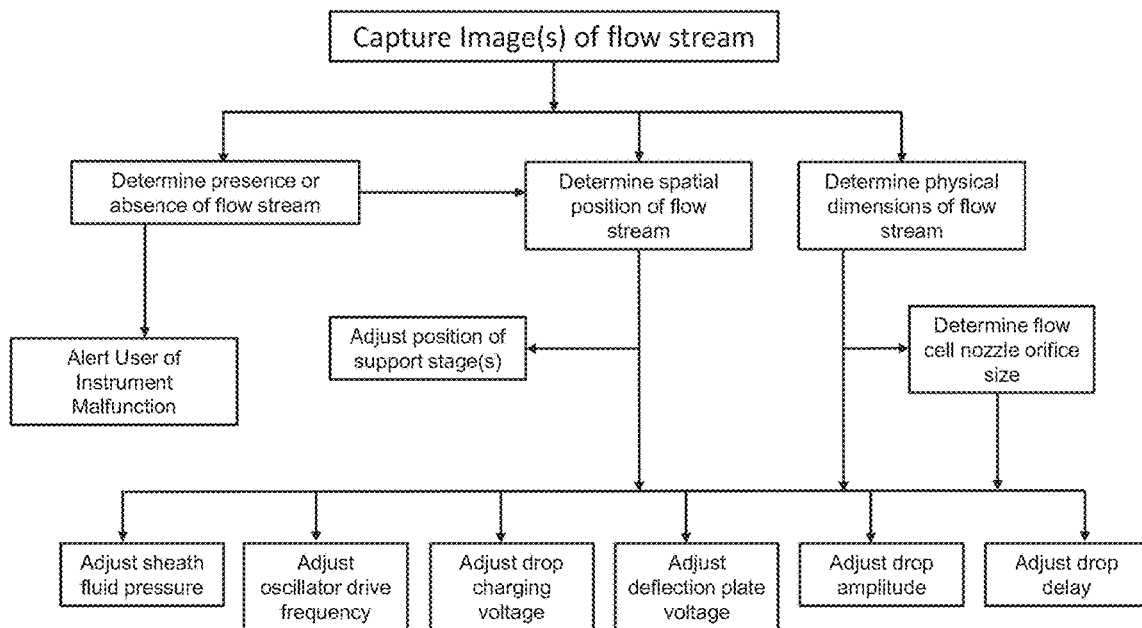 Capture Image(s) of flow stream
Determine presence or
absence of flow stream
Determine spatial
position of flow
stream
Determine physical
dimensions of flow
stream
Adjust position of
support stage(s)
Determine flow
cell nozzle orifice
size
Alert User of
Instrument
Malfunction
Adjust sheath
fluid pressure
Adjust
oscillator drive
frequency
Adjust drop
charging
voltage
Adjust
deflection plate
voltage
Adjust drop
amplitude
Adjust drop
delay